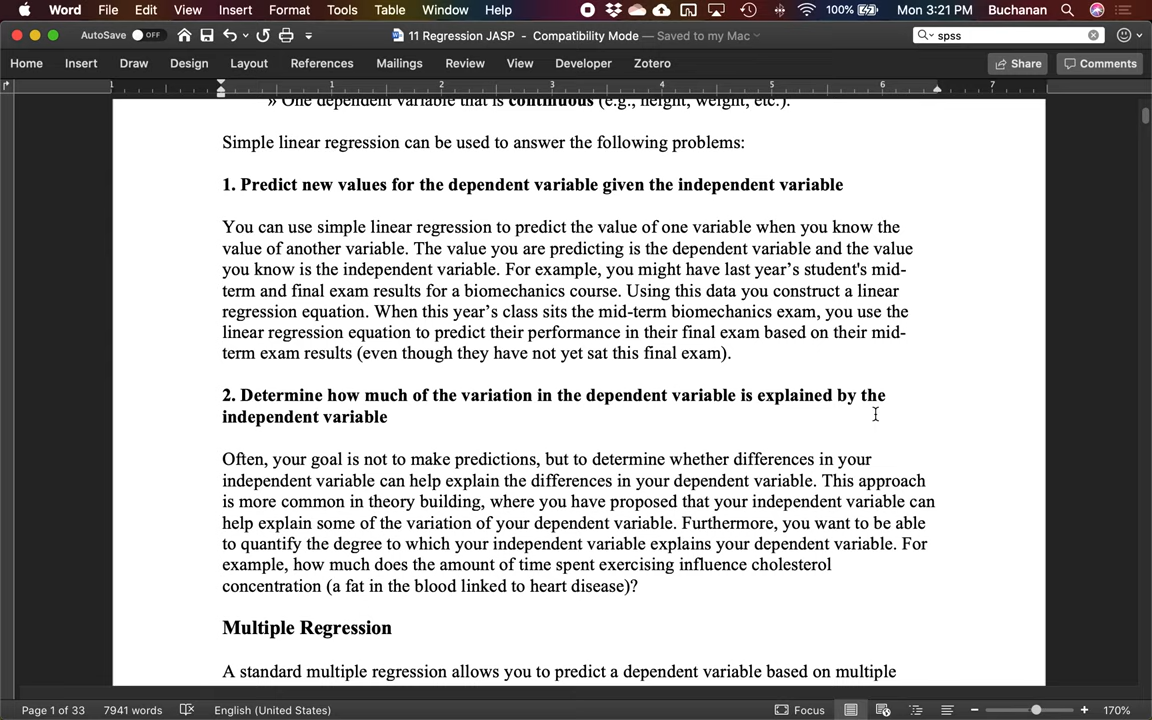 Word File Edit View Insert Format Tools Table Window Help 100% Mon 3:21 PM Buchanan
AutoSave OFF 11 Regression JASP - Compatibility Mode — Saved to my Mac spss
Home Insert Draw Design Layout References Mailings Review View Developer Zotero Share Comments
1 1 2 3 4 5 6 7
» One dependent variable that is continuous (e.g., height, weight, etc.).
Simple linear regression can be used to answer the following problems:
1. Predict new values for the dependent variable given the independent variable
You can use simple linear regression to predict the value of one variable when you know the
value of another variable. The value you are predicting is the dependent variable and the value
you know is the independent variable. For example, you might have last year’s student's mid-
term and final exam results for a biomechanics course. Using this data you construct a linear
regression equation. When this year’s class sits the mid-term biomechanics exam, you use the
linear regression equation to predict their performance in their final exam based on their mid-
term exam results (even though they have not yet sat this final exam).
2. Determine how much of the variation in the dependent variable is explained by the
independent variable
Often, your goal is not to make predictions, but to determine whether differences in your
independent variable can help explain the differences in your dependent variable. This approach
is more common in theory building, where you have proposed that your independent variable can
help explain some of the variation of your dependent variable. Furthermore, you want to be able
to quantify the degree to which your independent variable explains your dependent variable. For
example, how much does the amount of time spent exercising influence cholesterol
concentration (a fat in the blood linked to heart disease)?
Multiple Regression
A standard multiple regression allows you to predict a dependent variable based on multiple
Page 1 of 33 7941 words English (United States) Focus 170%